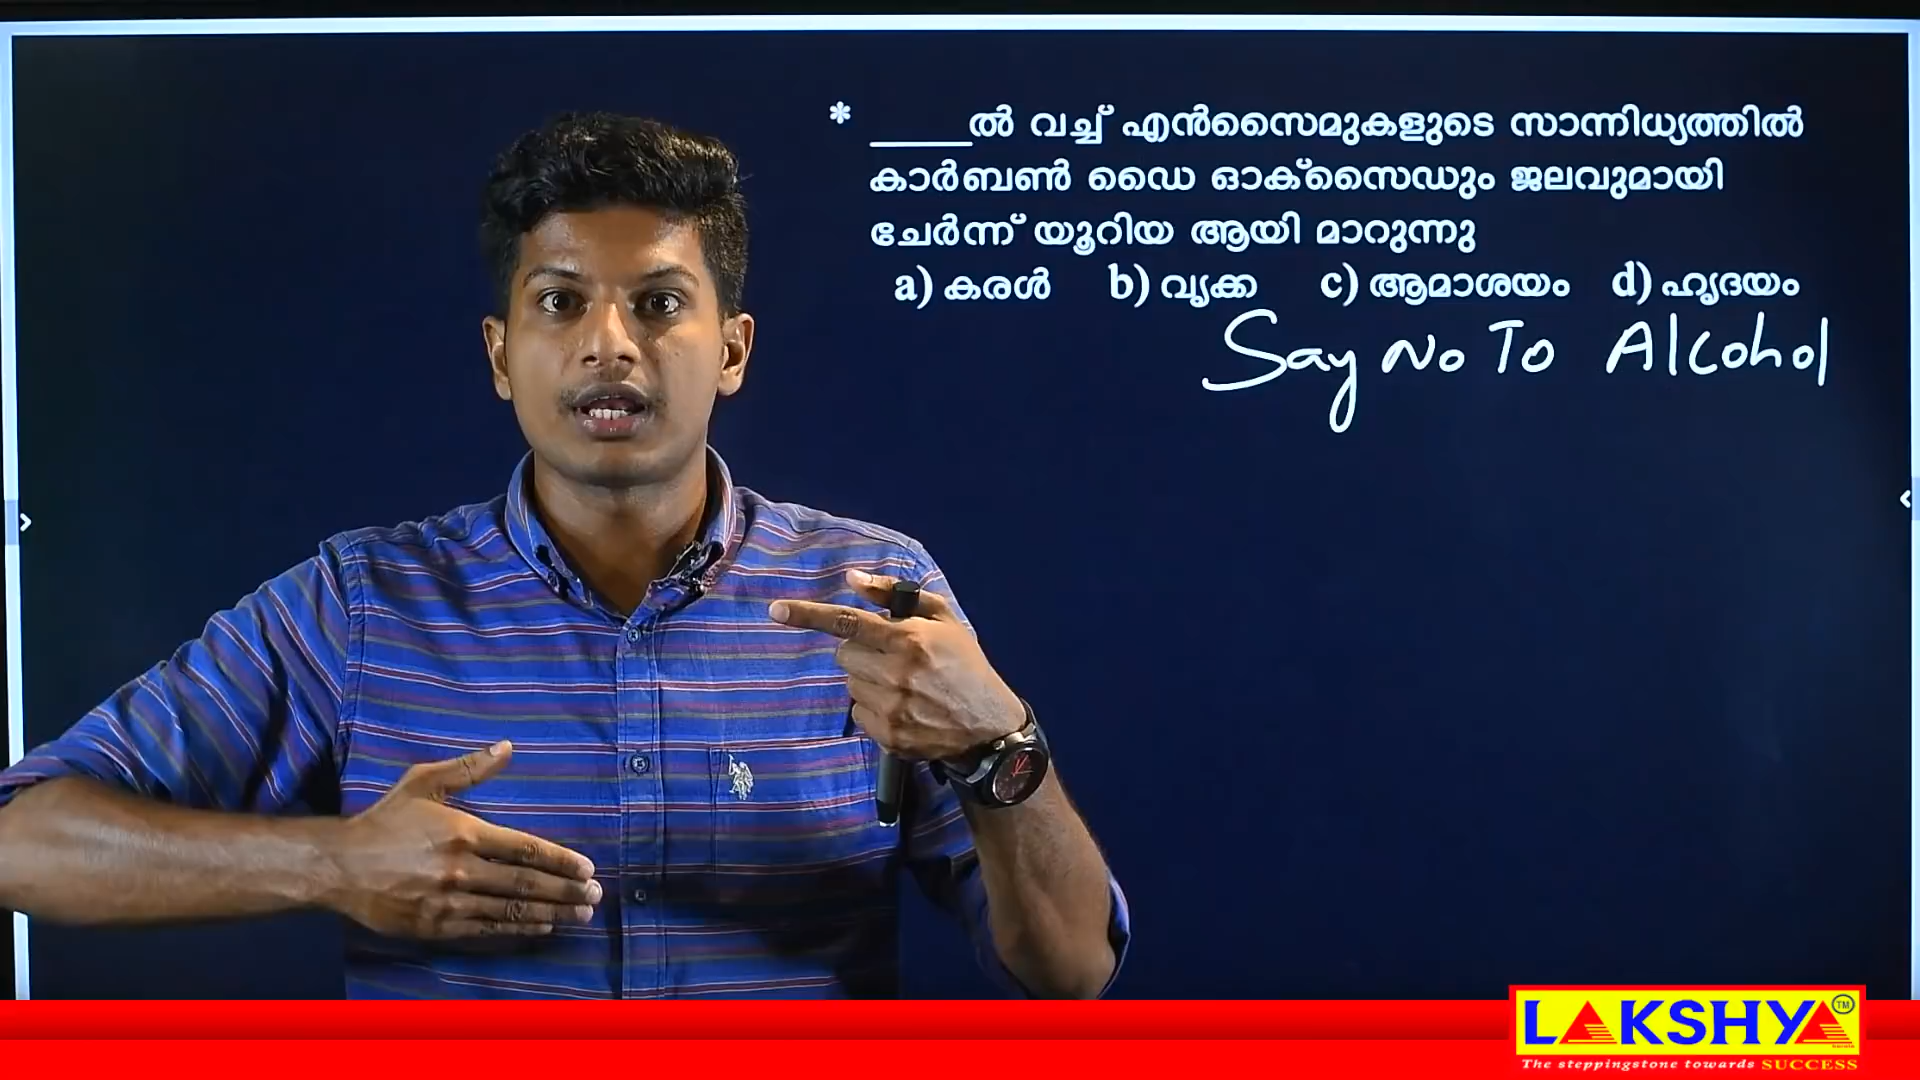 * _____ൽ വച്ച് എൻസൈമുകളുടെ സാന്നിധ്യത്തിൽ
കാർബൺ ഡൈ ഓക്സൈഡും ജലവുമായി
ചേർന്ന് യൂറിയ ആയി മാറുന്നു
a) കരൾ b) വൃക്ക c) ആമാശയം d) ഹൃദയം
Say No To Alcohol
LAKSHYA TM
The steppingstone towards SUCCESS